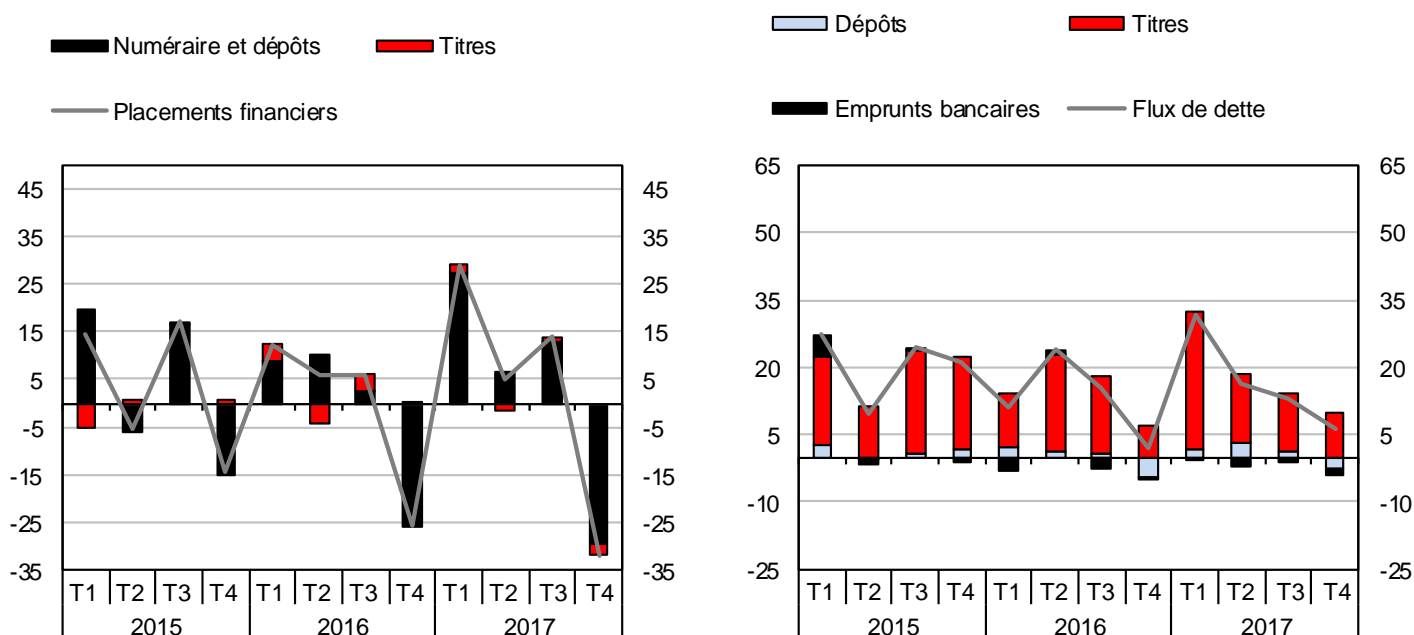 Numéraire et dépôts Titres
Placements financiers
45 45
35 35
25 25
15 15
5 5
-5 -5
-15 -15
-25 -25
-35 -35
T1 T2 T3 T4 T1 T2 T3 T4 T1 T2 T3 T4
2015 2016 2017
Dépôts Titres
Emprunts bancaires Flux de dette
65 65
50 50
35 35
20 20
5 5
-10 -10
-25 -25
T1 T2 T3 T4 T1 T2 T3 T4 T1 T2 T3 T4
2015 2016 2017